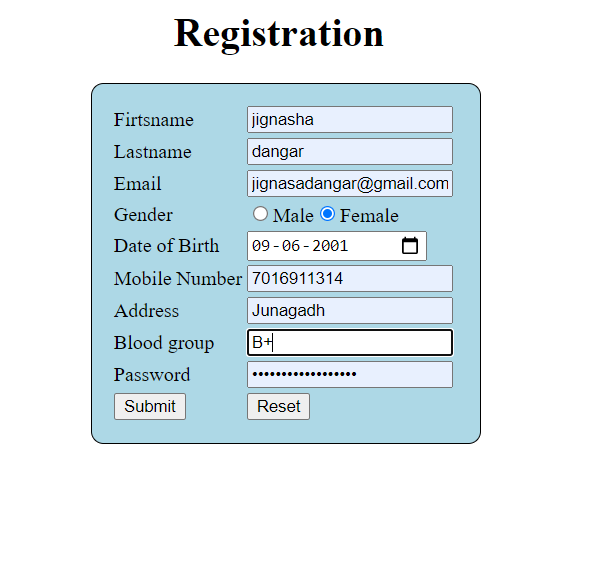 Registration
Firtsname jignasha
Lastname dangar
Email jignasadangar@gmail.com
Gender Male Female
Date of Birth 09-06-2001
Mobile Number 7016911314
Address Junagadh
Blood group B+
Password ••••••••••••••••••
Submit Reset